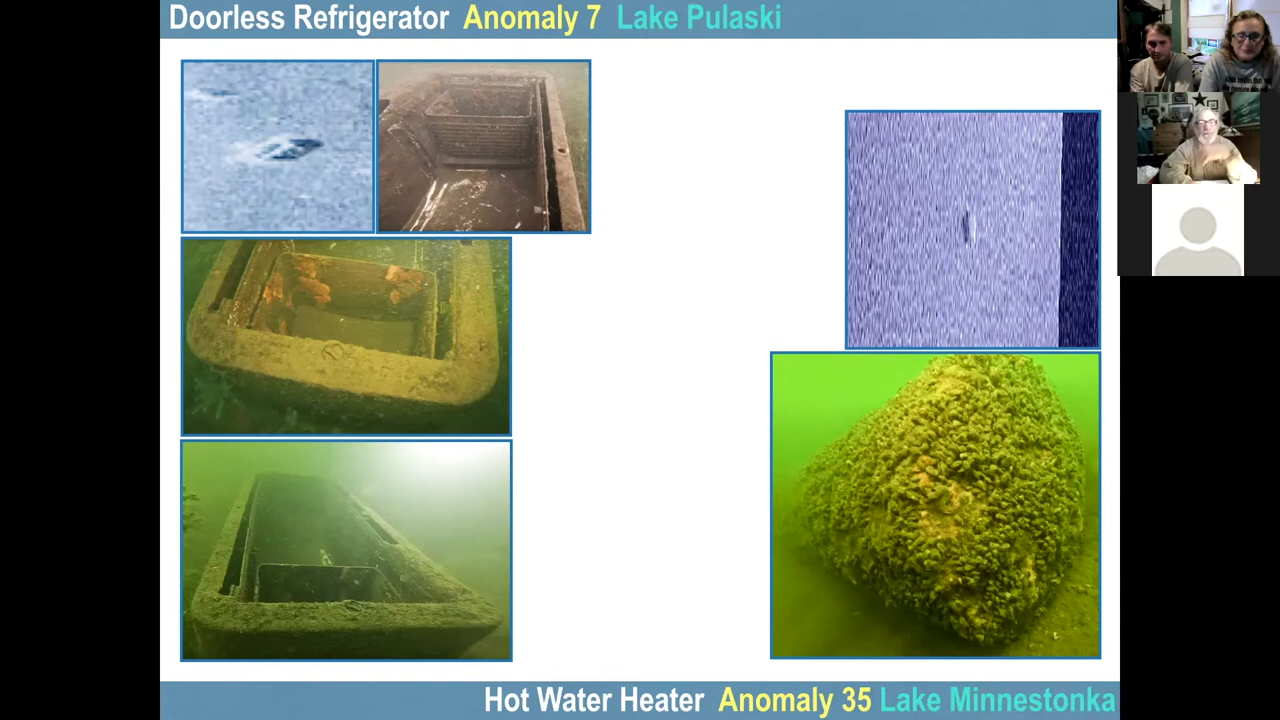 Doorless Refrigerator Anomaly 7 Lake Pulaski
Hot Water Heater Anomaly 35 Lake Minnestonka